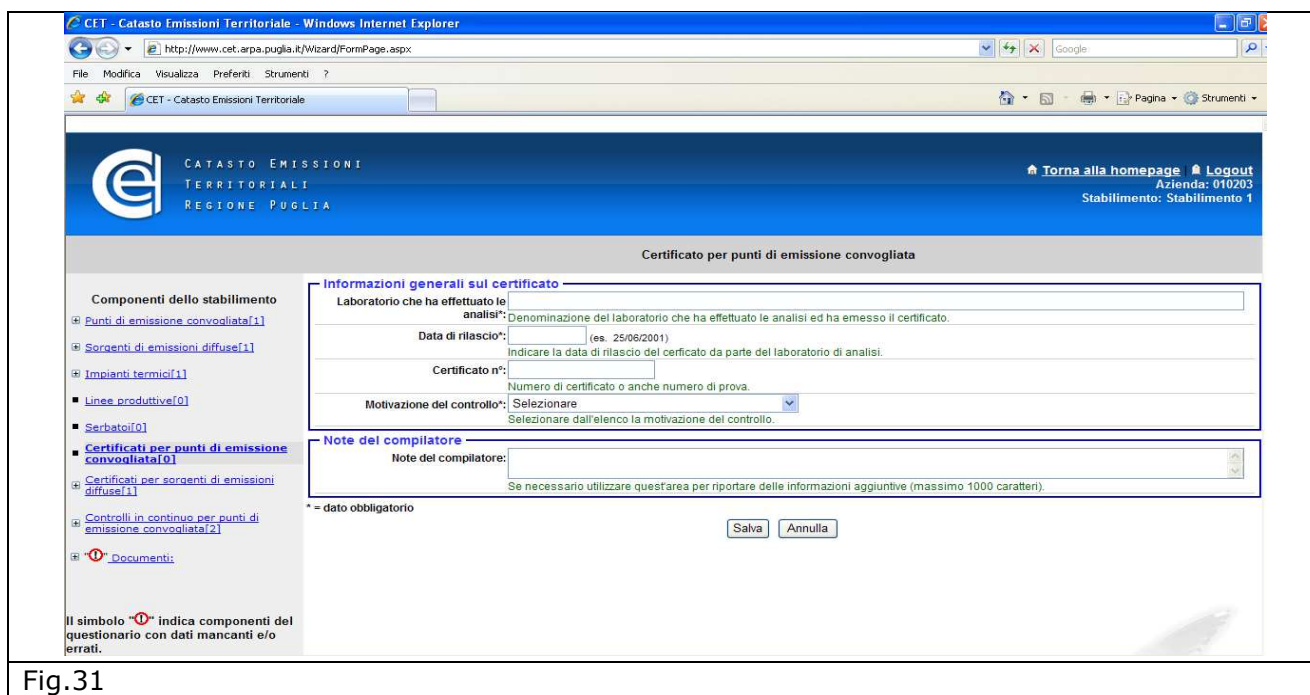 CET - Catasto Emissioni Territoriale - Windows Internet Explorer
http://www.cet.arpa.puglia.it/Wizard/FormPage.aspx
Google
File Modifica Visualizza Preferiti Strumenti ?
CET - Catasto Emissioni Territoriale
Pagina Strumenti
CATASTO EMISSIONI
TERRITORIALI
REGIONE PUGLIA
Torna alla homepage | Logout
Azienda: 010203
Stabilimento: Stabilimento 1
Certificato per punti di emissione convogliata
Componenti dello stabilimento
Punti di emissione convogliata[1]
Sorgenti di emissioni diffuse[1]
Impianti termici[1]
Linee produttive[0]
Serbatoi[0]
Certificati per punti di emissione
convogliata[0]
Certificati per sorgenti di emissioni
diffuse[1]
Controlli in continuo per punti di
emissione convogliata[2]
"!" Documenti:
Il simbolo "!" indica componenti del
questionario con dati mancanti e/o
errati.
Informazioni generali sul certificato
Laboratorio che ha effettuato le
analisi*:
Denominazione del laboratorio che ha effettuato le analisi ed ha emesso il certificato.
Data di rilascio*: (es. 25/06/2001)
Indicare la data di rilascio del cerficato da parte del laboratorio di analisi.
Certificato n°:
Numero di certificato o anche numero di prova.
Motivazione del controllo*: Selezionare
Selezionare dall'elenco la motivazione del controllo.
Note del compilatore
Note del compilatore:
Se necessario utilizzare quest'area per riportare delle informazioni aggiuntive (massimo 1000 caratteri).
* = dato obbligatorio
Salva Annulla
Fig.31